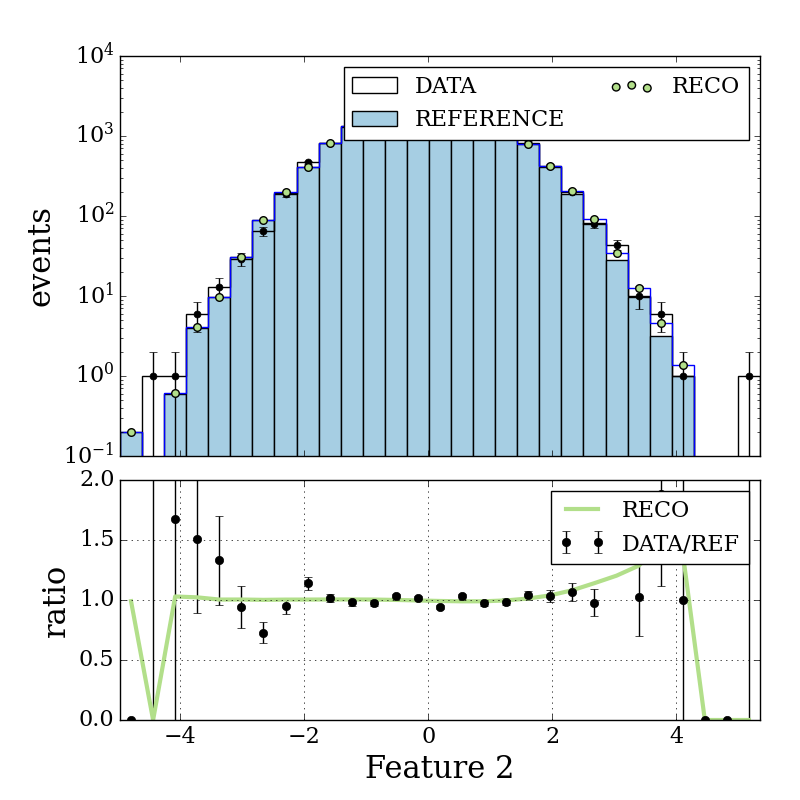 10^4
10^3
10^2
10^1
10^0
10^−1
events
DATA
REFERENCE
RECO
2.0
1.5
1.0
0.5
0.0
ratio
RECO
DATA/REF
−4 −2 0 2 4
Feature 2